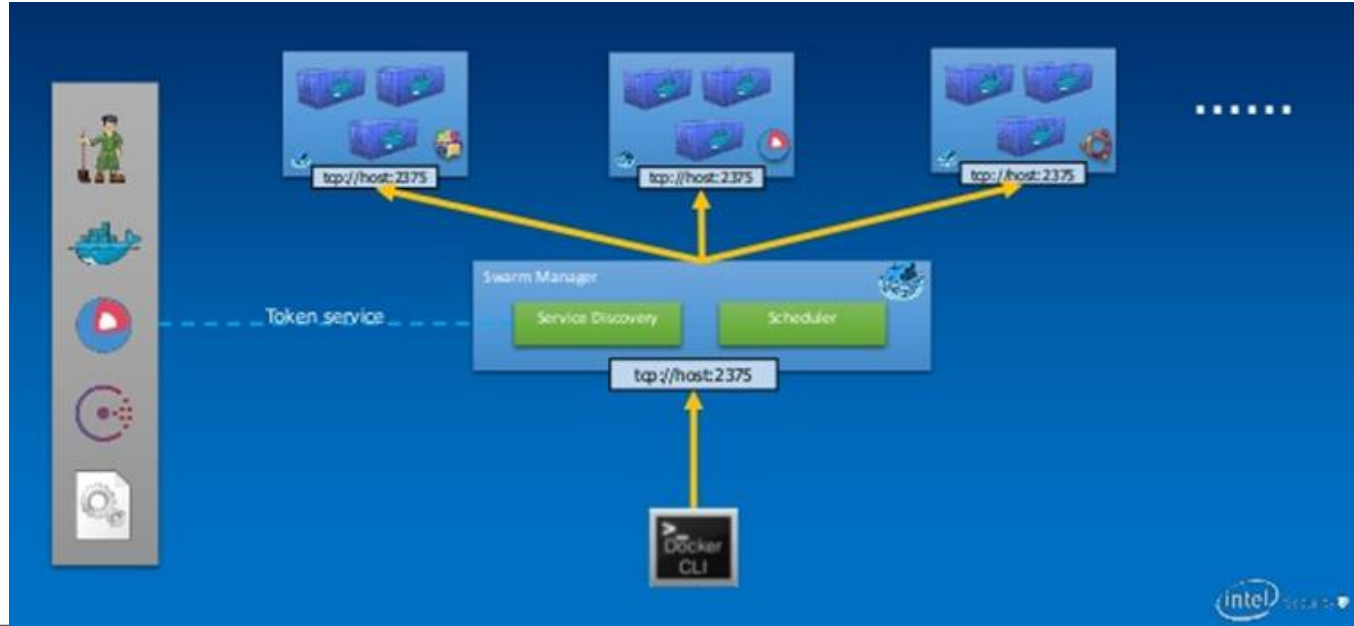 tcp://host:2375
tcp://host:2375
tcp://host:2375
......
Swarm Manager
Token service
Service Discovery
Scheduler
tcp://host:2375
>_
Docker
CLI
intel